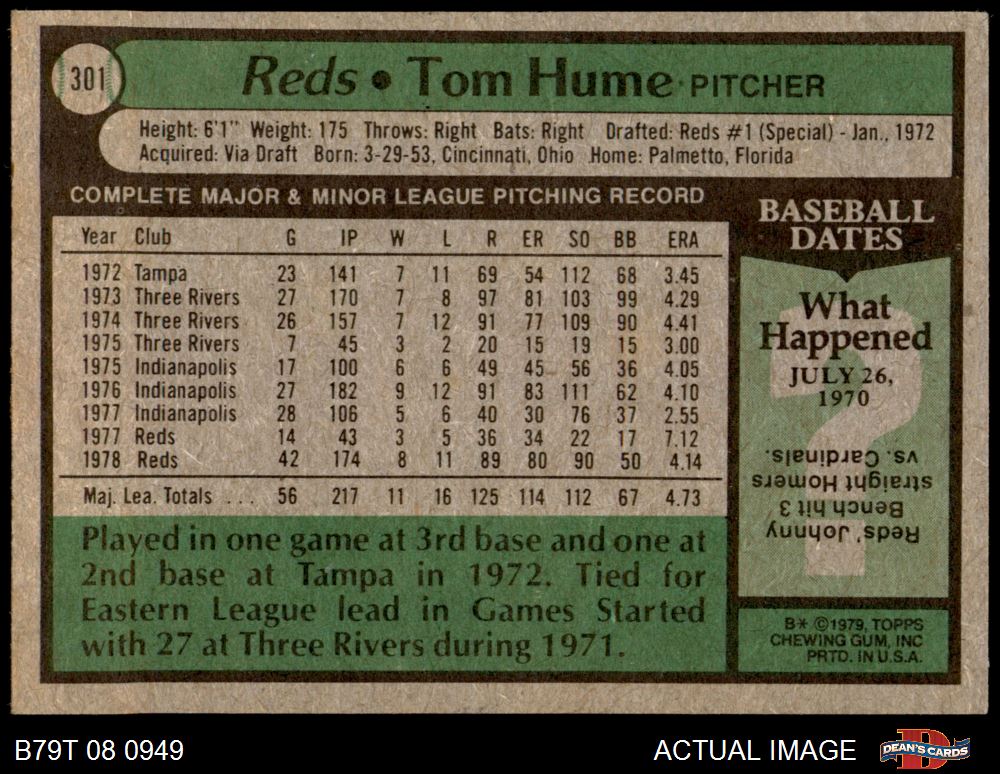 301
Reds • Tom Hume • PITCHER
Height: 6'1" Weight: 175 Throws: Right Bats: Right Drafted: Reds #1 (Special) - Jan., 1972
Acquired: Via Draft Born: 3-29-53, Cincinnati, Ohio Home: Palmetto, Florida
COMPLETE MAJOR & MINOR LEAGUE PITCHING RECORD
Year Club G IP W L R ER SO BB ERA
1972 Tampa 23 141 7 11 69 54 112 68 3.45
1973 Three Rivers 27 170 7 8 97 81 103 99 4.29
1974 Three Rivers 26 157 7 12 91 77 109 90 4.41
1975 Three Rivers 7 45 3 2 20 15 19 15 3.00
1975 Indianapolis 17 100 6 6 49 45 56 36 4.05
1976 Indianapolis 27 182 9 12 91 83 111 62 4.10
1977 Indianapolis 28 106 5 6 40 30 76 37 2.55
1977 Reds 14 43 3 5 36 34 22 17 7.12
1978 Reds 42 174 8 11 89 80 90 50 4.14
Maj. Lea. Totals . . . 56 217 11 16 125 114 112 67 4.73
Played in one game at 3rd base and one at
2nd base at Tampa in 1972. Tied for
Eastern League lead in Games Started
with 27 at Three Rivers during 1971.
BASEBALL
DATES
What
Happened
JULY 26,
1970
Reds' Johnny
Bench hit 3
straight Homers
vs. Cardinals.
B* ©1979, TOPPS
CHEWING GUM, INC
PRTD. IN U.S.A.
B79T 08 0949
ACTUAL IMAGE
DEAN'S CARDS